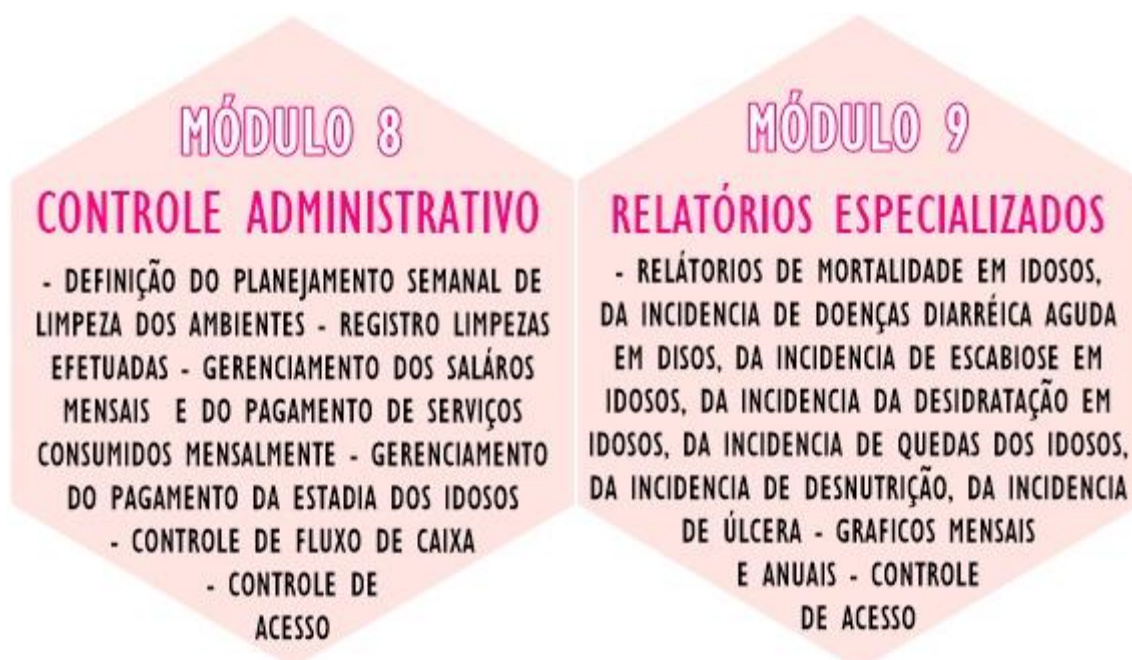 MÓDULO 8
CONTROLE ADMINISTRATIVO
- DEFINIÇÃO DO PLANEJAMENTO SEMANAL DE
LIMPEZA DOS AMBIENTES - REGISTRO LIMPEZAS
EFETUADAS - GERENCIAMENTO DOS SALÁROS
MENSAIS E DO PAGAMENTO DE SERVIÇOS
CONSUMIDOS MENSALMENTE - GERENCIAMENTO
DO PAGAMENTO DA ESTADIA DOS IDOSOS
- CONTROLE DE FLUXO DE CAIXA
- CONTROLE DE
ACESSO
MÓDULO 9
RELATÓRIOS ESPECIALIZADOS
- RELÁTORIOS DE MORTALIDADE EM IDOSOS,
DA INCIDENCIA DE DOENÇAS DIARRÉICA AGUDA
EM DISOS, DA INCIDENCIA DE ESCABIOSE EM
IDOSOS, DA INCIDENCIA DA DESIDRATAÇÃO EM
IDOSOS, DA INCIDENCIA DE QUEDAS DOS IDOSOS,
DA INCIDENCIA DE DESNUTRIÇÃO, DA INCIDENCIA
DE ÚLCERA - GRAFICOS MENSAIS
E ANUAIS - CONTROLE
DE ACESSO